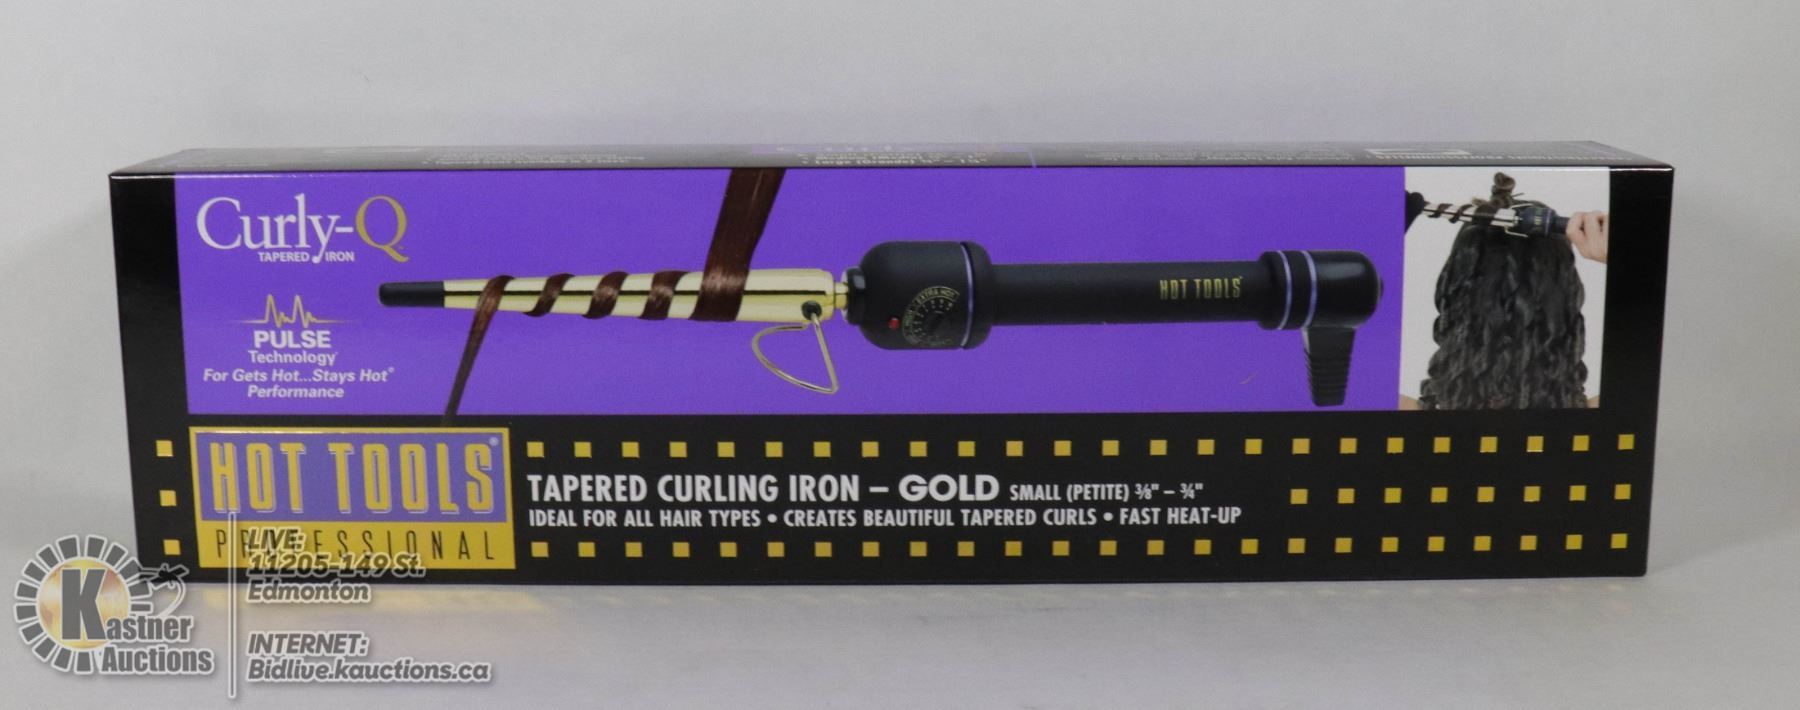 Curly-Q
TAPERED IRON
PULSE
Technology
For Gets Hot...Stays Hot®
Performance
EXTRA HOT
HOT TOOLS
HOT TOOLS®
PROFESSIONAL
TAPERED CURLING IRON – GOLD SMALL (PETITE) ⅜" – ¾"
IDEAL FOR ALL HAIR TYPES • CREATES BEAUTIFUL TAPERED CURLS • FAST HEAT-UP
Kastner
Auctions
LIVE:
11205-149 St.
Edmonton
INTERNET:
Bidlive.kauctions.ca